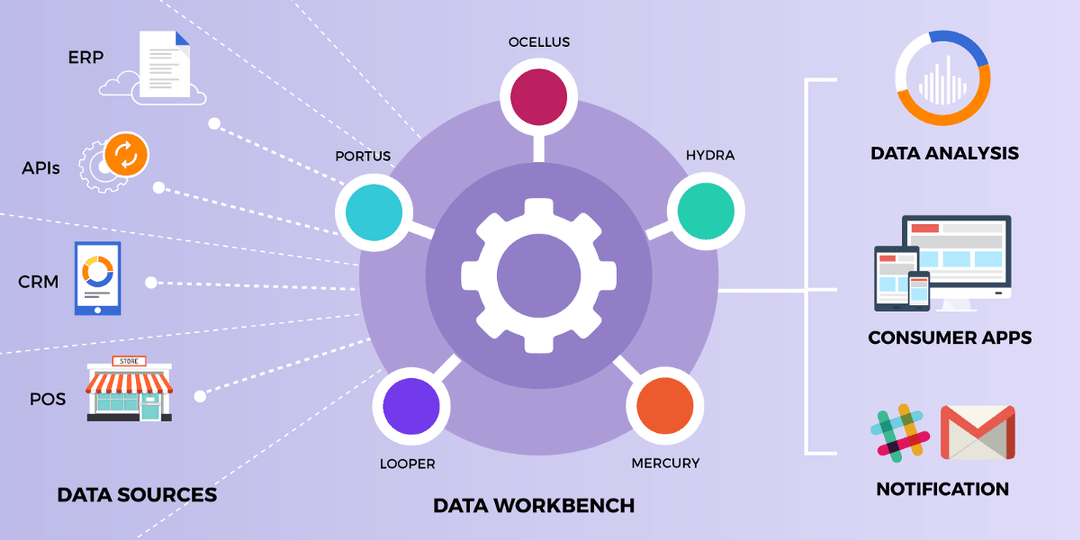 ERP
APIs
CRM
STORE
POS
DATA SOURCES
OCELLUS
PORTUS
HYDRA
LOOPER
MERCURY
DATA WORKBENCH
DATA ANALYSIS
CONSUMER APPS
NOTIFICATION